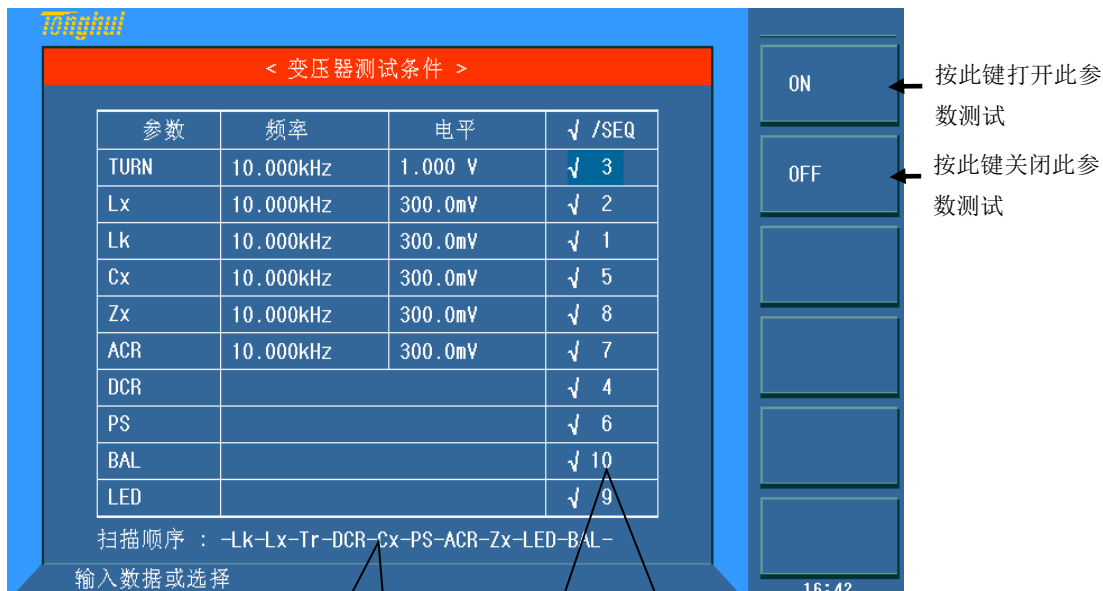 Tonghui
< 变压器测试条件 >
参数 频率 电平 √ /SEQ
TURN 10.000kHz 1.000 V √ 3
Lx 10.000kHz 300.0mV √ 2
Lk 10.000kHz 300.0mV √ 1
Cx 10.000kHz 300.0mV √ 5
Zx 10.000kHz 300.0mV √ 8
ACR 10.000kHz 300.0mV √ 7
DCR √ 4
PS √ 6
BAL √ 10
LED √ 9
扫描顺序 : -Lk-Lx-Tr-DCR-Cx-PS-ACR-Zx-LED-BAL-
输入数据或选择
ON
OFF
16:42
按此键打开此参
数测试
按此键关闭此参
数测试